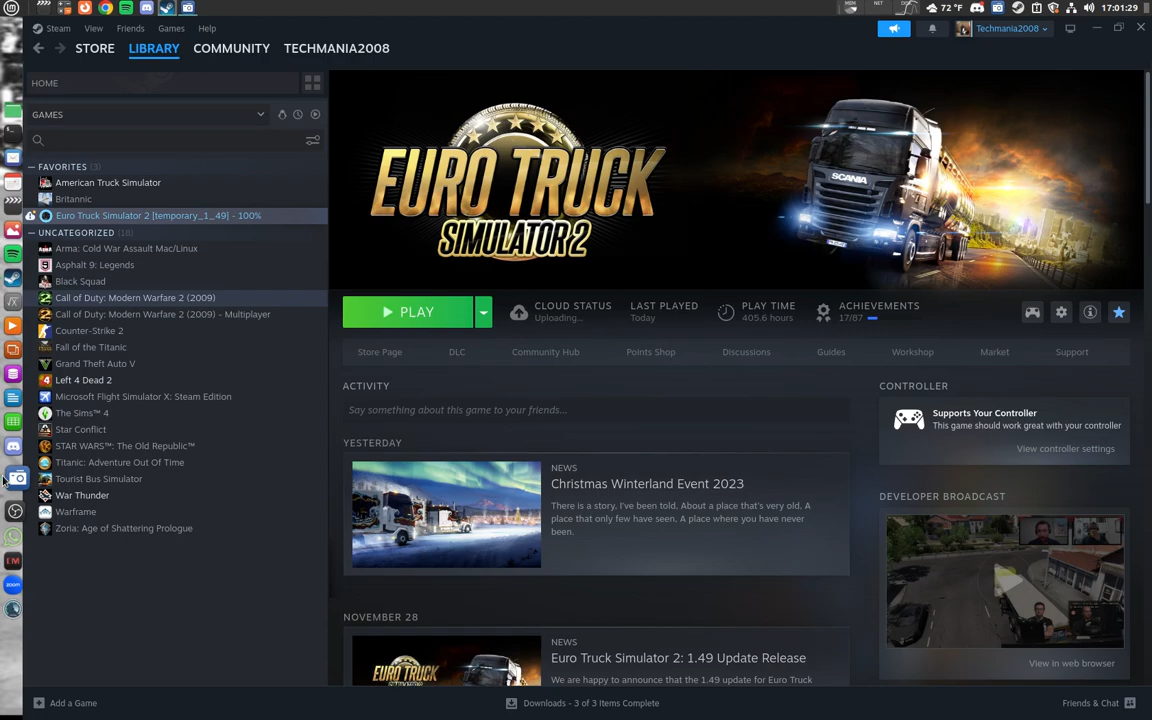 72 °F
17:01:29
Steam
View
Friends
Games
Help
Techmania2008
STORE
LIBRARY
COMMUNITY
TECHMANIA2008
HOME
GAMES
FAVORITES (3)
American Truck Simulator
Britannic
Euro Truck Simulator 2 [temporary_1_49] - 100%
UNCATEGORIZED (18)
Arma: Cold War Assault Mac/Linux
Asphalt 9: Legends
Black Squad
Call of Duty: Modern Warfare 2 (2009)
Call of Duty: Modern Warfare 2 (2009) - Multiplayer
Counter-Strike 2
Fall of the Titanic
Grand Theft Auto V
Left 4 Dead 2
Microsoft Flight Simulator X: Steam Edition
The Sims™ 4
Star Conflict
STAR WARS™: The Old Republic™
Titanic: Adventure Out Of Time
Tourist Bus Simulator
War Thunder
Warframe
Zoria: Age of Shattering Prologue
EURO TRUCK
SIMULATOR 2
SCANIA
PLAY
CLOUD STATUS
Uploading...
LAST PLAYED
Today
PLAY TIME
405.6 hours
ACHIEVEMENTS
17/87
Store Page
DLC
Community Hub
Points Shop
Discussions
Guides
Workshop
Market
Support
ACTIVITY
Say something about this game to your friends...
YESTERDAY
NEWS
Christmas Winterland Event 2023
There is a story, I've been told, About a place that's very old, A
place that only few have seen, A place where you have never
been.
NOVEMBER 28
NEWS
Euro Truck Simulator 2: 1.49 Update Release
We are happy to announce that the 1.49 update for Euro Truck
CONTROLLER
Supports Your Controller
This game should work great with your controller
View controller settings
DEVELOPER BROADCAST
View in web browser
zoom
Add a Game
Downloads - 3 of 3 Items Complete
Friends & Chat